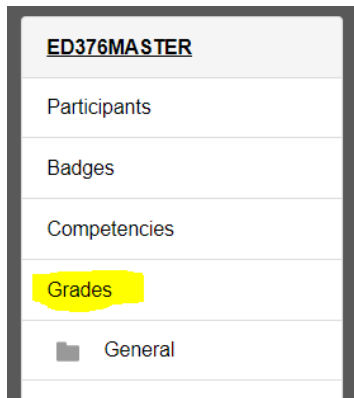 ED376MASTER
Participants
Badges
Competencies
Grades
General